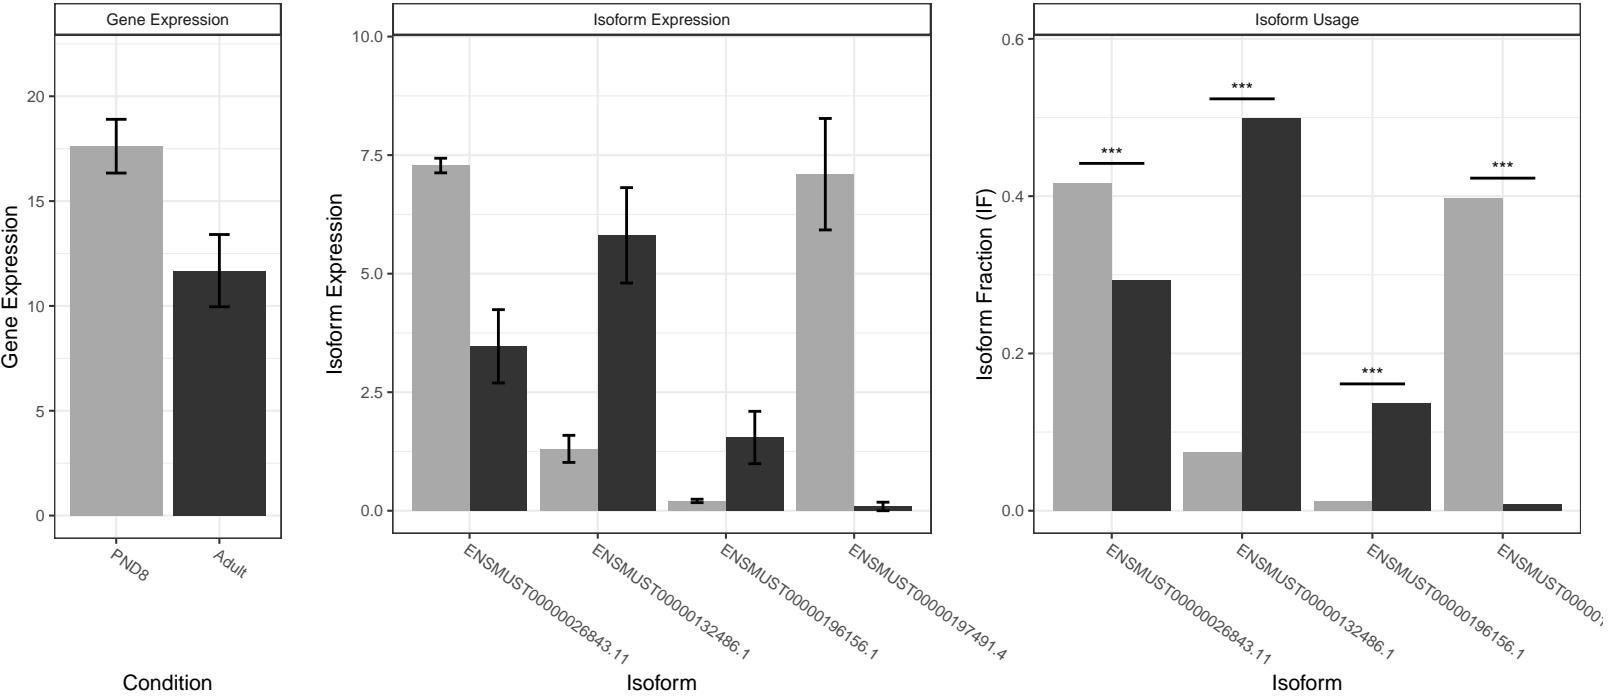 Gene Expression
Gene Expression
20
15
10
5
0
PND8
Adult
Condition
Isoform Expression
Isoform Expression
10.0
7.5
5.0
2.5
0.0
ENSMUST00000026843.11
ENSMUST00000132486.1
ENSMUST00000196156.1
ENSMUST00000197491.4
Isoform
Isoform Usage
Isoform Fraction (IF)
0.6
0.4
0.2
0.0
***
***
***
***
ENSMUST00000026843.11
ENSMUST00000132486.1
ENSMUST00000196156.1
Isoform